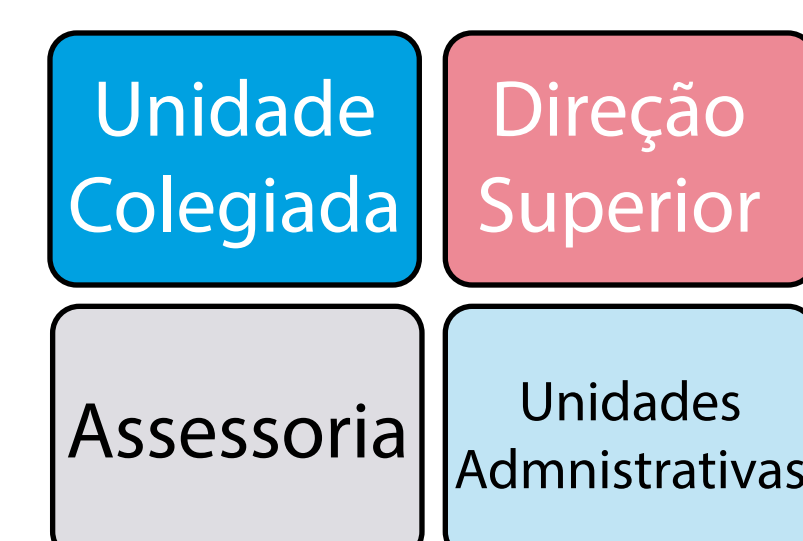 Unidade
Colegiada
Direção
Superior
Assessoria
Unidades
Admnistrativas